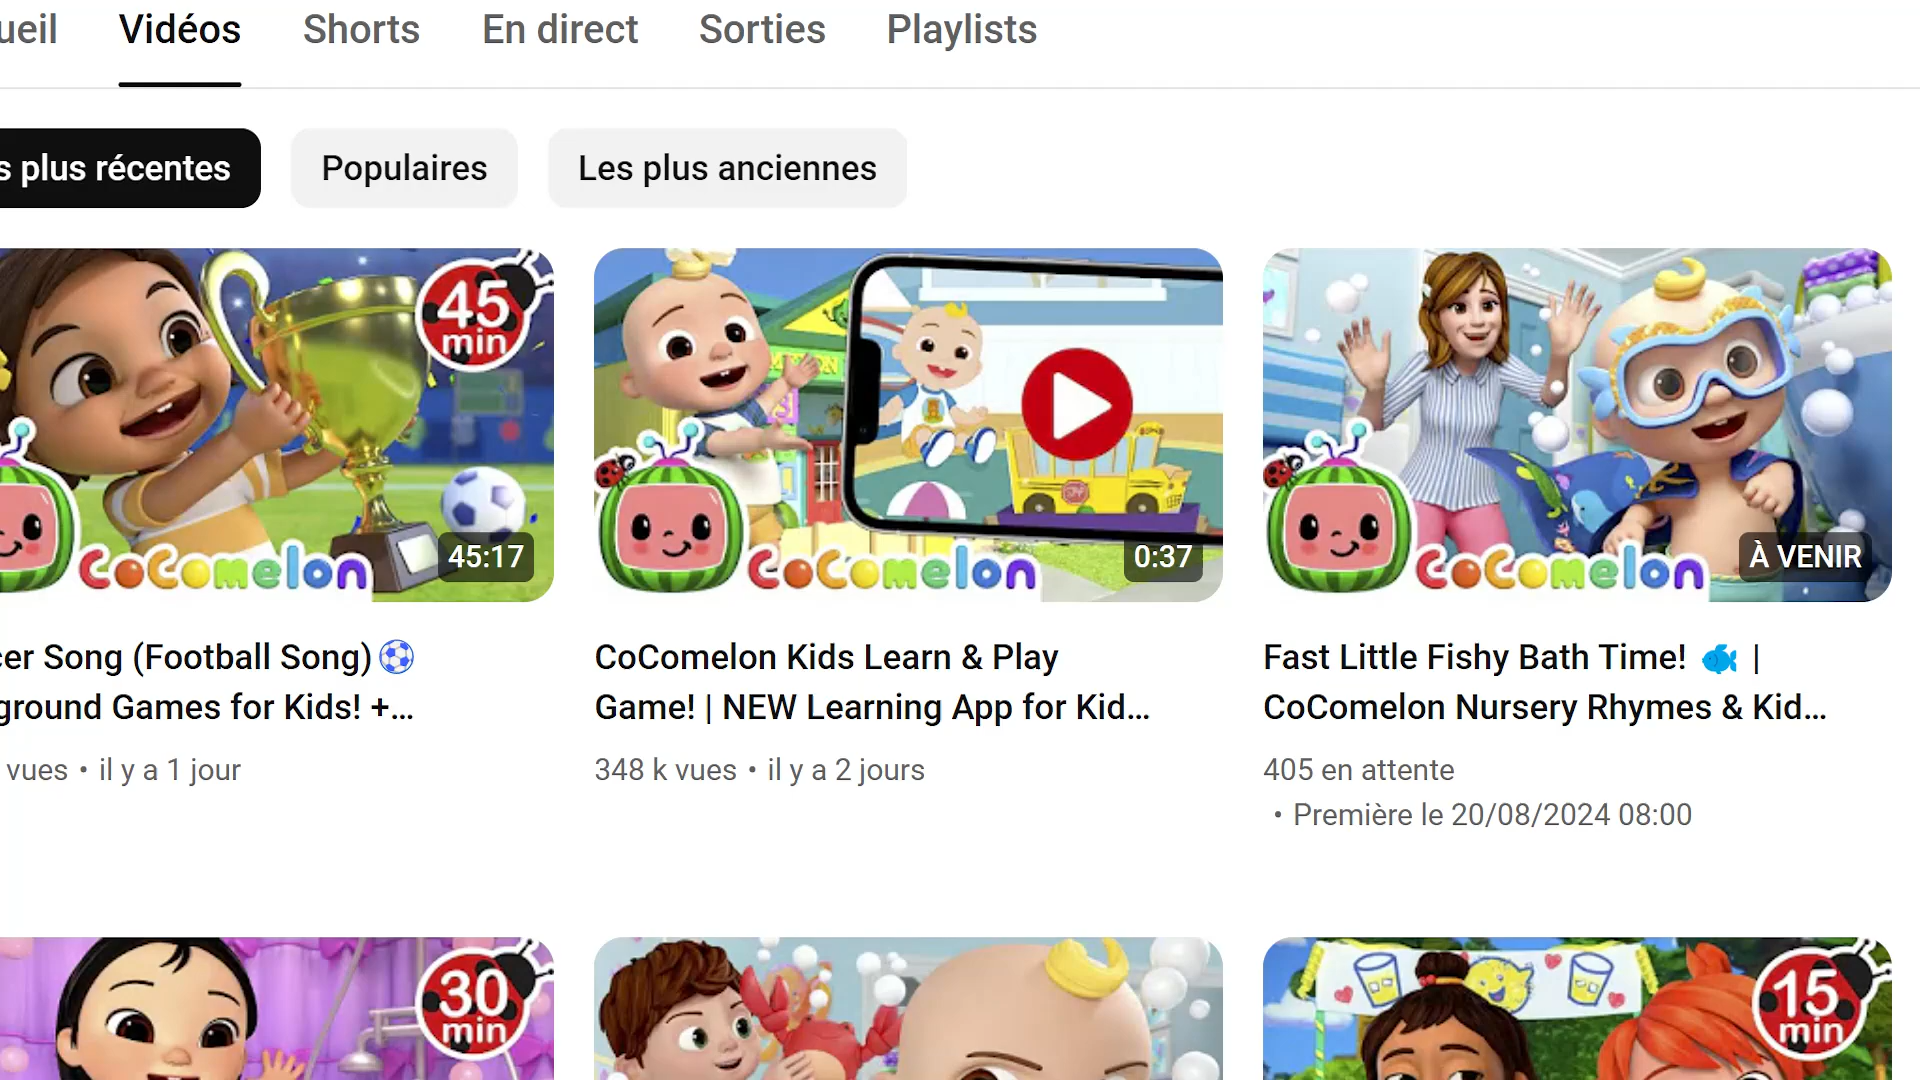 ueil Vidéos Shorts En direct Sorties Playlists
s plus récentes Populaires Les plus anciennes
45
min
CoComelon
45:17
CoComelon
0:37
CoComelon
À VENIR
cer Song (Football Song)⚽
ground Games for Kids! +...
vues • il y a 1 jour
CoComelon Kids Learn & Play
Game! | NEW Learning App for Kid...
348 k vues • il y a 2 jours
Fast Little Fishy Bath Time! 🐟 |
CoComelon Nursery Rhymes & Kid...
405 en attente
• Première le 20/08/2024 08:00
30
min
15
min